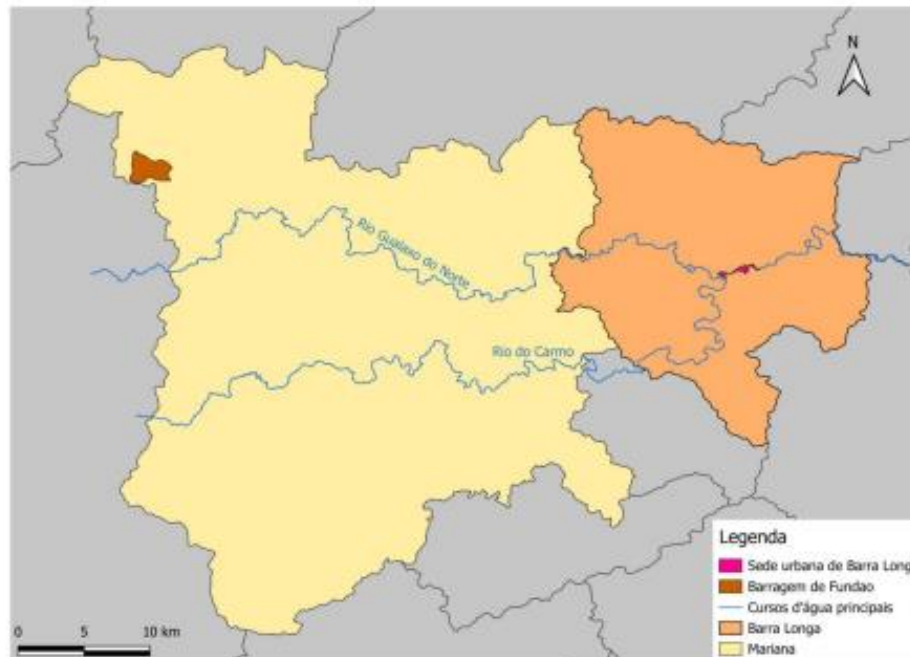 N
Rio Gualaxo do Norte
Rio do Carmo
0 5 10 km
Legenda
Sede urbana de Barra Long
Barragem de Fundao
Cursos d'água principais
Barra Longa
Mariana